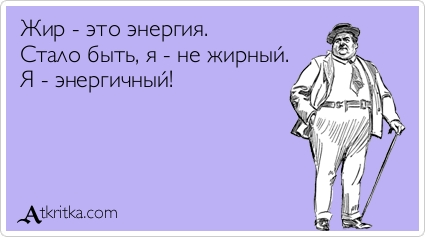 Жир - это энергия.
Стало быть, я - не жирный.
Я - энергичный!
Atkritka.com